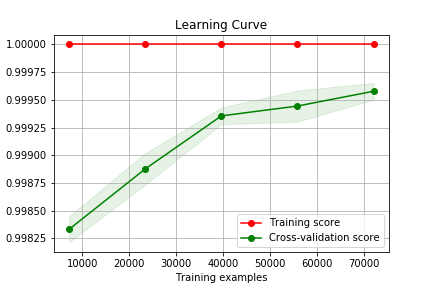 Learning Curve
1.00000
0.99975
0.99950
0.99925
0.99900
0.99875
0.99850
0.99825
Training score
Cross-validation score
10000 20000 30000 40000 50000 60000 70000
Training examples